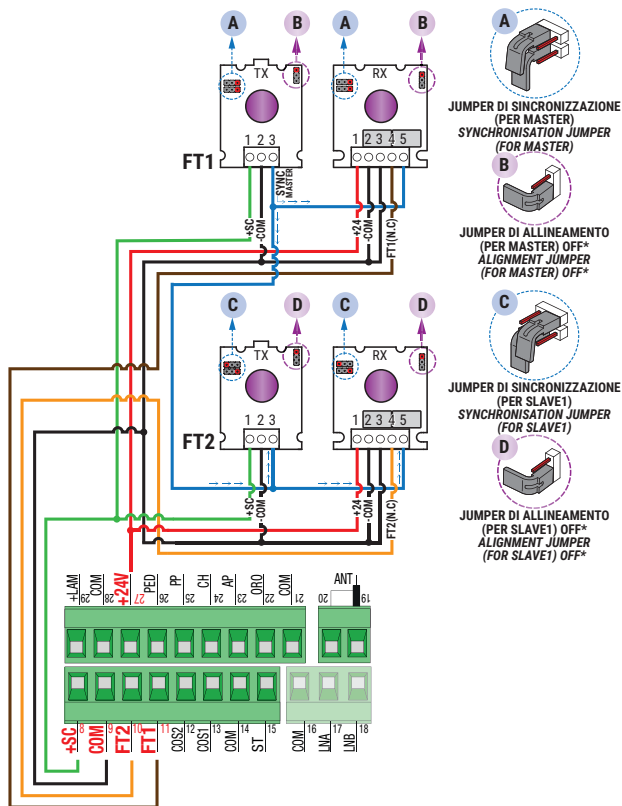 A B A B
TX RX
1 2 3 1 2 3 4 5
FT1
SYNC
MASTER
+SC -COM +24 -COM FT1(N.C)
C D C D
TX RX
1 2 3 1 2 3 4 5
FT2
+SC -COM +24 -COM FT2(N.C)
A
JUMPER DI SINCRONIZZAZIONE
(PER MASTER)
SYNCHRONISATION JUMPER
(FOR MASTER)
B
JUMPER DI ALLINEAMENTO
(PER MASTER) OFF*
ALIGNMENT JUMPER
(FOR MASTER) OFF*
C
JUMPER DI SINCRONIZZAZIONE
(PER SLAVE1)
SYNCHRONISATION JUMPER
(FOR SLAVE1)
D
JUMPER DI ALLINEAMENTO
(PER SLAVE1) OFF*
ALIGNMENT JUMPER
(FOR SLAVE1) OFF*
+LAM COM +24V PED PP CH AP ORO COM ANT
29 28 27 26 25 24 23 22 21 20 19
+SC COM FT2 FT1 COS2 COS1 COM ST COM LNA LNB
8 9 10 11 12 13 14 15 16 17 18